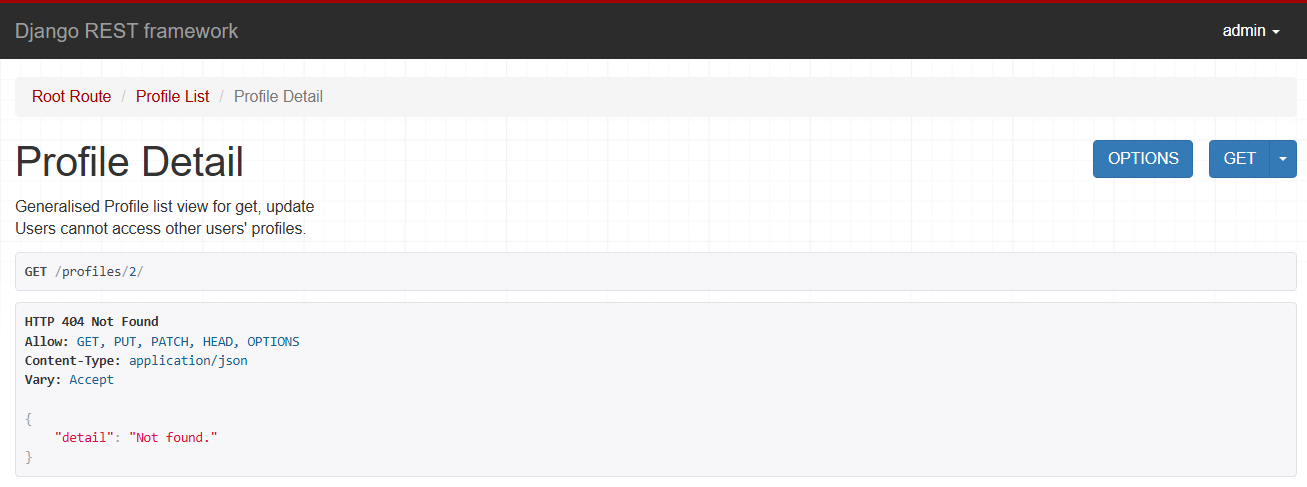 Django REST framework
admin
Root Route / Profile List / Profile Detail
Profile Detail
OPTIONS
GET
Generalised Profile list view for get, update
Users cannot access other users' profiles.
GET /profiles/2/
HTTP 404 Not Found
Allow: GET, PUT, PATCH, HEAD, OPTIONS
Content-Type: application/json
Vary: Accept
{
    "detail": "Not found."
}